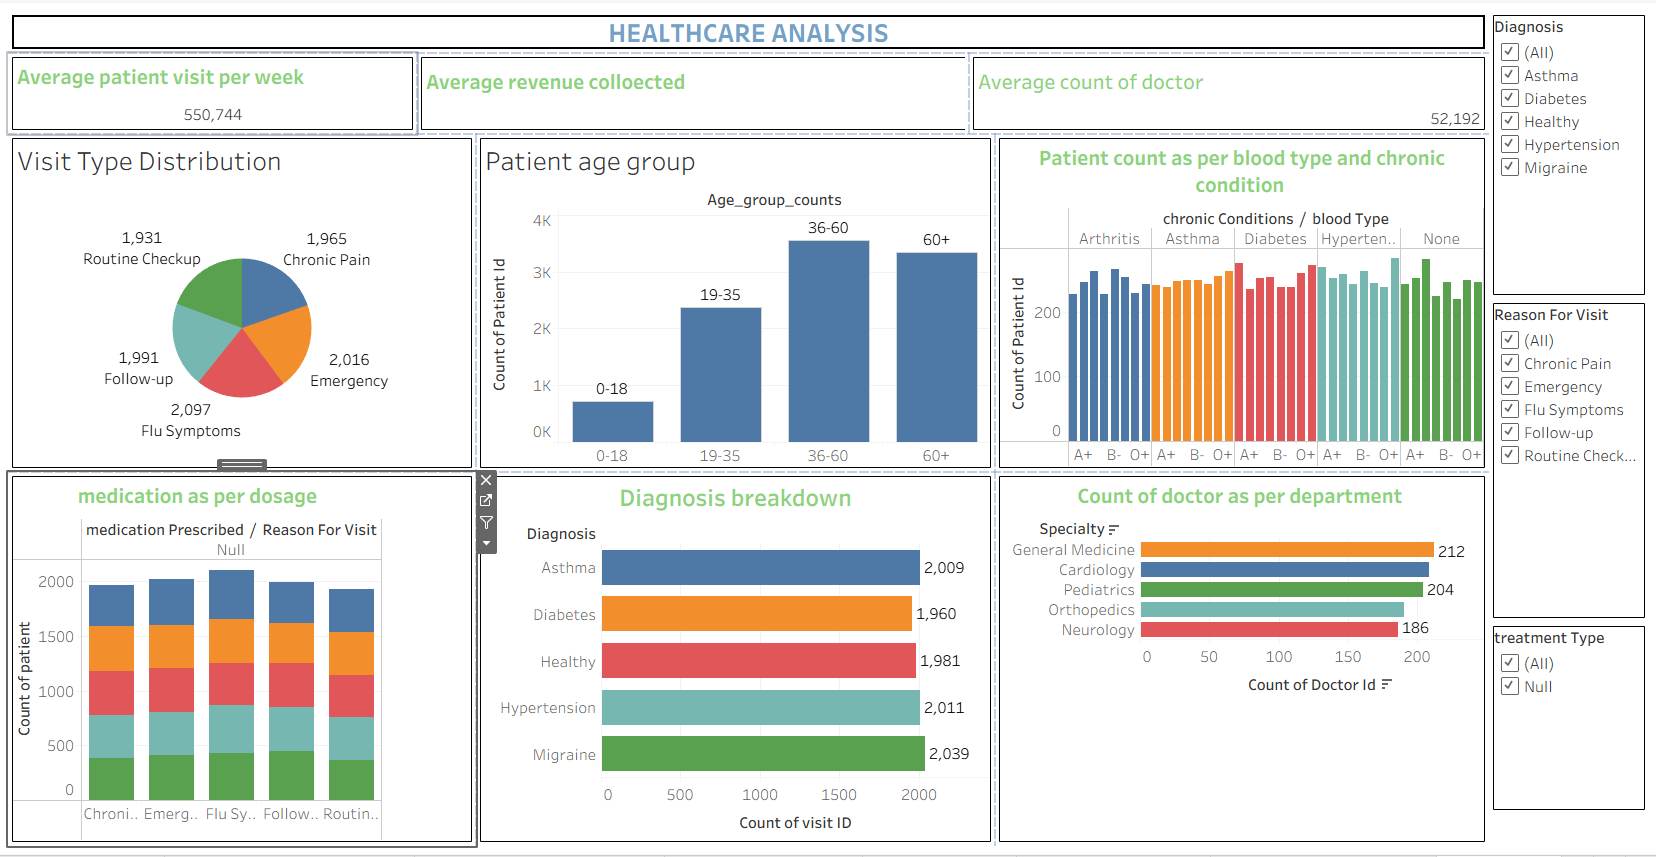 HEALTHCARE ANALYSIS
Average patient visit per week
550,744
Average revenue colloected
Average count of doctor
52,192
Visit Type Distribution
1,931
Routine Checkup
1,965
Chronic Pain
1,991
Follow-up
2,016
Emergency
2,097
Flu Symptoms
Patient age group
Age_group_counts
Count of Patient Id
4K
3K
2K
1K
0K
0-18
19-35
36-60
60+
0-18
19-35
36-60
60+
Patient count as per blood type and chronic
condition
chronic Conditions / blood Type
Arthritis Asthma Diabetes Hyperten.. None
Count of Patient Id
200
100
0
A+ B- O+ A+ B- O+ A+ B- O+ A+ B- O+ A+ B- O+
medication as per dosage
medication Prescribed / Reason For Visit
Null
Count of patient
2000
1500
1000
500
0
Chroni.. Emerg.. Flu Sy.. Follow.. Routin..
Diagnosis breakdown
Diagnosis
Asthma 2,009
Diabetes 1,960
Healthy 1,981
Hypertension 2,011
Migraine 2,039
0 500 1000 1500 2000
Count of visit ID
Count of doctor as per department
Specialty
General Medicine 212
Cardiology
Pediatrics 204
Orthopedics
Neurology 186
0 50 100 150 200
Count of Doctor Id
Diagnosis
(All)
Asthma
Diabetes
Healthy
Hypertension
Migraine
Reason For Visit
(All)
Chronic Pain
Emergency
Flu Symptoms
Follow-up
Routine Check...
treatment Type
(All)
Null